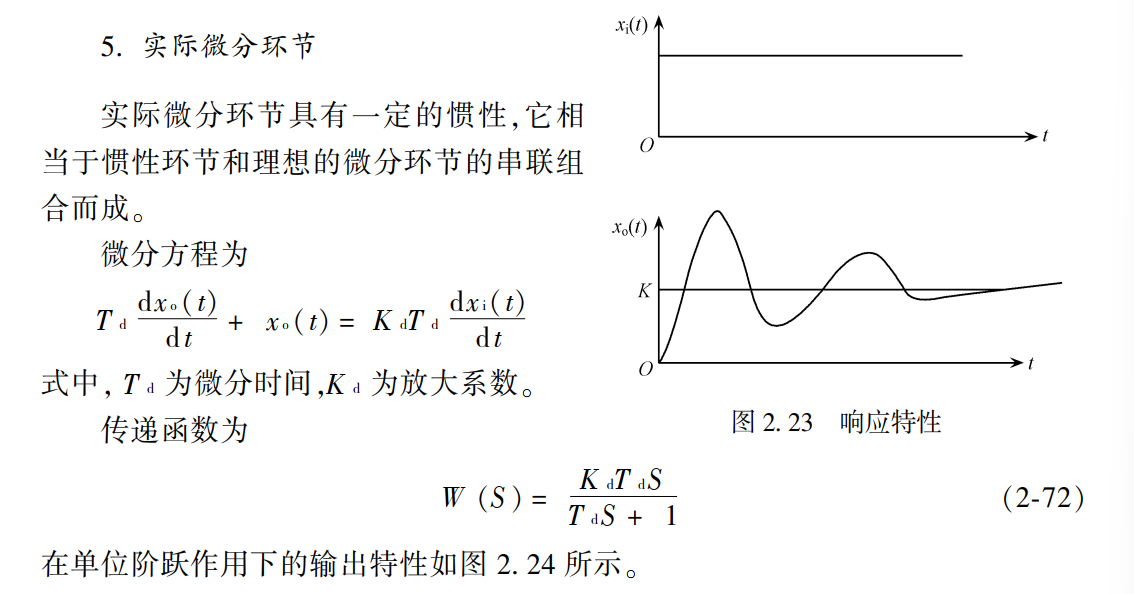 5. 实际微分环节
实际微分环节具有一定的惯性,它相
当于惯性环节和理想的微分环节的串联组
合而成。
微分方程为
T_d dx_o(t)/dt + x_o(t) = K_d T_d dx_i(t)/dt
式中, T_d 为微分时间,K_d 为放大系数。
传递函数为
x_i(t)
O
t
x_o(t)
K
O
t
图 2.23 响应特性
W (S) = K_d T_d S / T_d S + 1 (2-72)
在单位阶跃作用下的输出特性如图 2.24 所示。